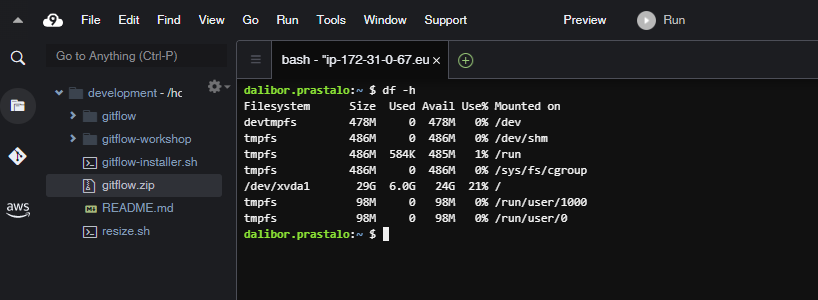 9 File Edit Find View Go Run Tools Window Support Preview Run
Go to Anything (Ctrl-P)
bash - "ip-172-31-0-67.eu
development - /hc
gitflow
gitflow-workshop
gitflow-installer.sh
gitflow.zip
README.md
resize.sh
aws
dalibor.prastalo:~ $ df -h
Filesystem Size Used Avail Use% Mounted on
devtmpfs 478M 0 478M 0% /dev
tmpfs 486M 0 486M 0% /dev/shm
tmpfs 486M 584K 485M 1% /run
tmpfs 486M 0 486M 0% /sys/fs/cgroup
/dev/xvda1 29G 6.0G 24G 21% /
tmpfs 98M 0 98M 0% /run/user/1000
tmpfs 98M 0 98M 0% /run/user/0
dalibor.prastalo:~ $